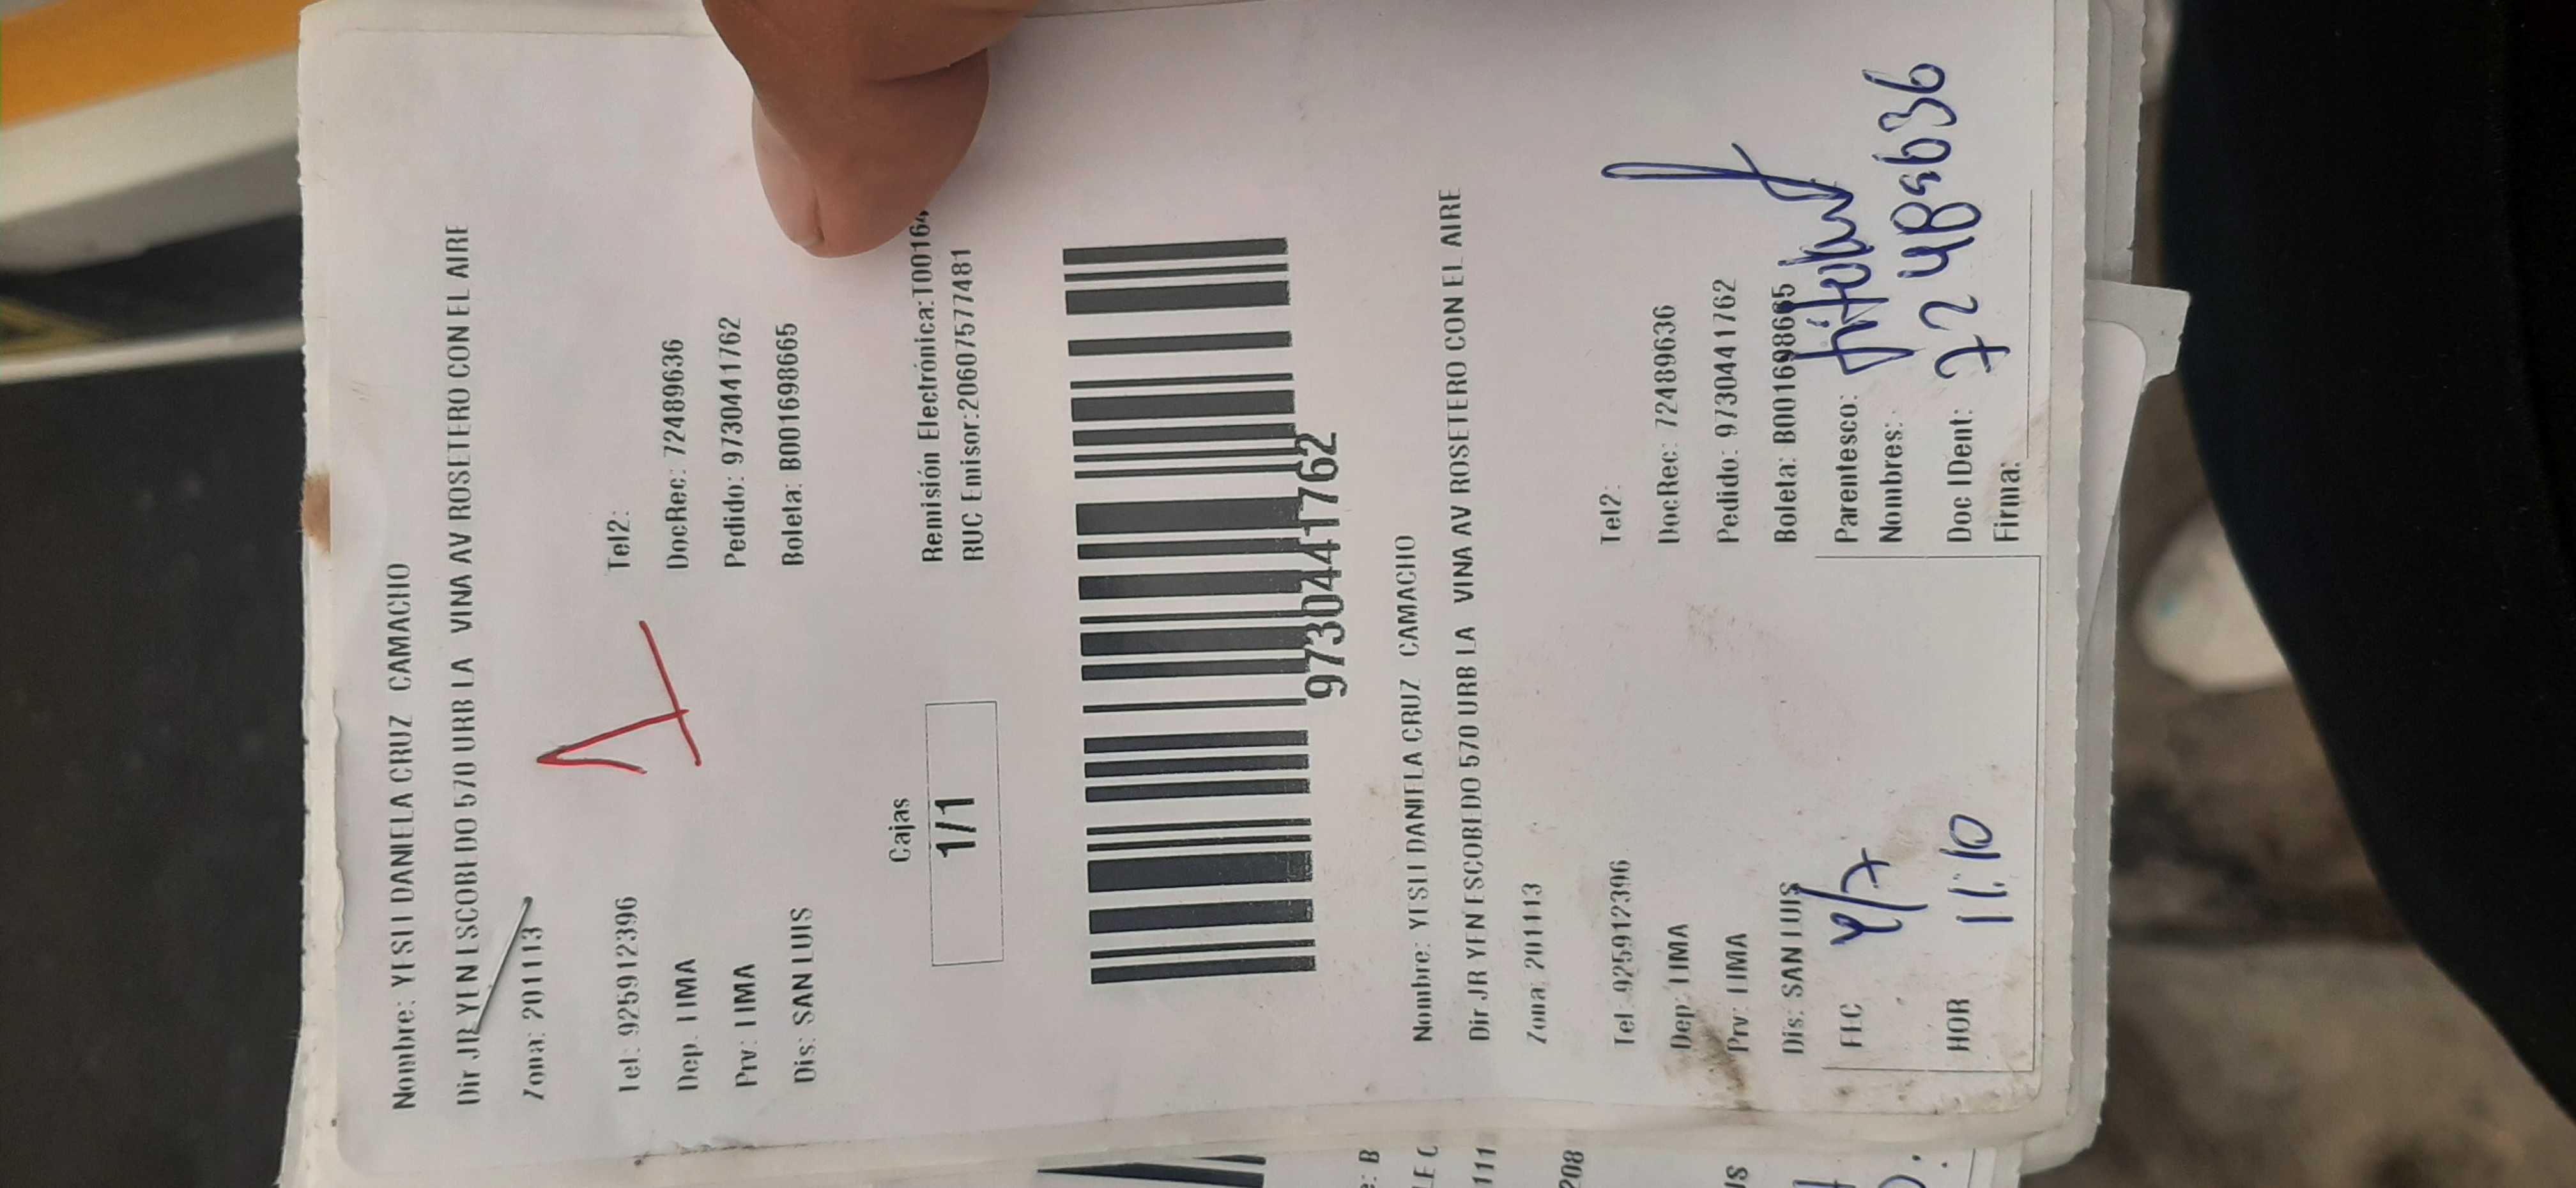 Nombre: YESLI DANIELA CRUZ CAMACHO
Dir JR YEN ESCOBEDO 570 URB LA VINA AV ROSETERO CON EL AIRE
Zona: 201113
Tel: 925912396 Tel2:
Dep: LIMA DocRec: 72489636
Prv: LIMA Pedido: 9730441762
Dis: SAN LUIS Boleta: B001698665
Cajas
1/1
Remisión Electrónica:T00164
RUC Emisor:20607577481
9730441762
Nombre: YESLI DANIELA CRUZ CAMACHO
Dir JR YEN ESCOBEDO 570 URB LA VINA AV ROSETERO CON EL AIRE
Zona: 201113
Tel: 925912396 Tel2:
Dep: LIMA DocRec: 72489636
Prv: LIMA Pedido: 9730441762
Dis: SAN LUIS Boleta: B001698665
FEC Parentesco:
Nombres:
HOR 11:10 Doc IDent:
Firma: